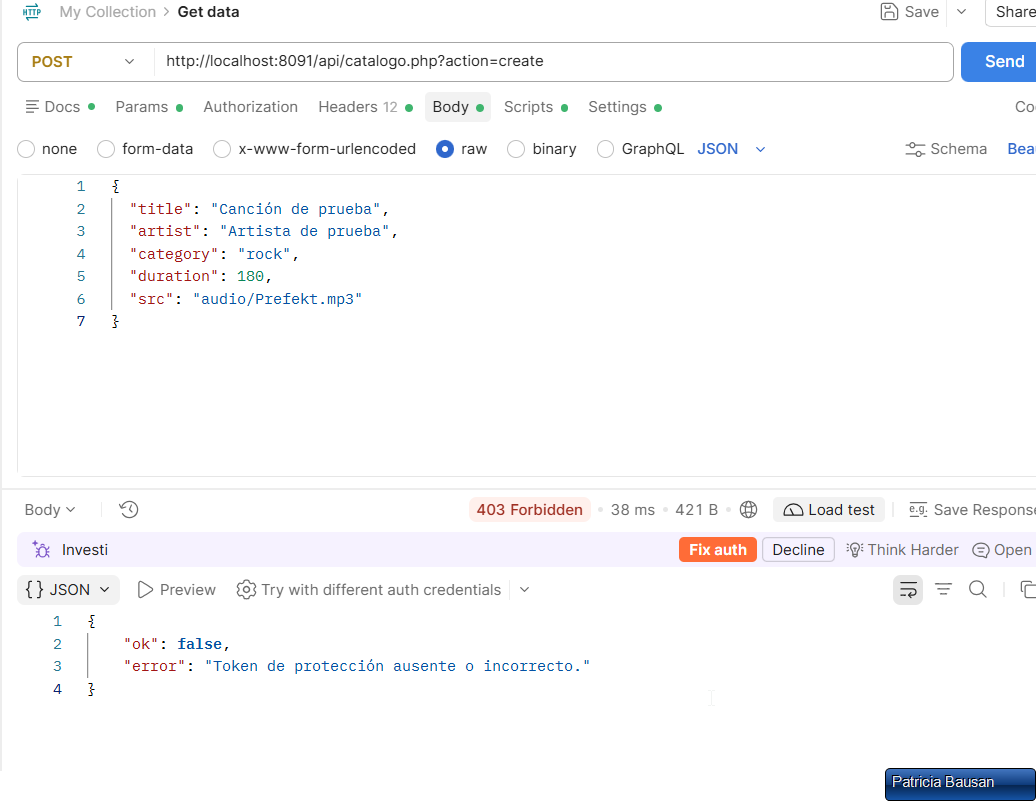 HTTP My Collection > Get data Save Share
POST http://localhost:8091/api/catalogo.php?action=create Send
Docs Params Authorization Headers 12 Body Scripts Settings Co
none form-data x-www-form-urlencoded raw binary GraphQL JSON Schema Bea
1 {
2 "title": "Canción de prueba",
3 "artist": "Artista de prueba",
4 "category": "rock",
5 "duration": 180,
6 "src": "audio/Prefekt.mp3"
7 }
Body 403 Forbidden • 38 ms • 421 B Load test e.g. Save Response
Investi Fix auth Decline Think Harder Open
{} JSON Preview Try with different auth credentials
1 {
2 "ok": false,
3 "error": "Token de protección ausente o incorrecto."
4 }
Patricia Bausan